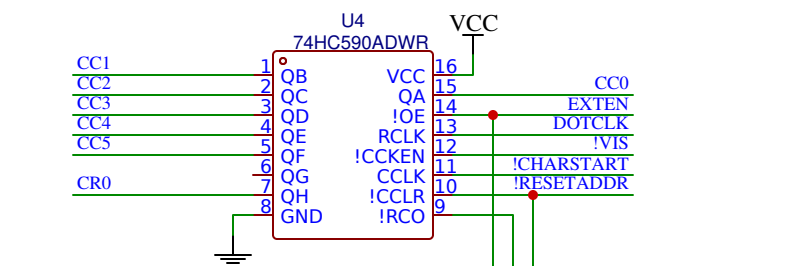 U4
VCC
74HC590ADWR
CC1 1 QB VCC 16
CC2 2 QC QA 15 CC0
CC3 3 QD !OE 14 EXTEN
CC4 4 QE RCLK 13 DOTCLK
CC5 5 QF !CCKEN 12 !VIS
6 QG CCLK 11 !CHARSTART
CR0 7 QH !CCLR 10 !RESETADDR
8 GND !RCO 9